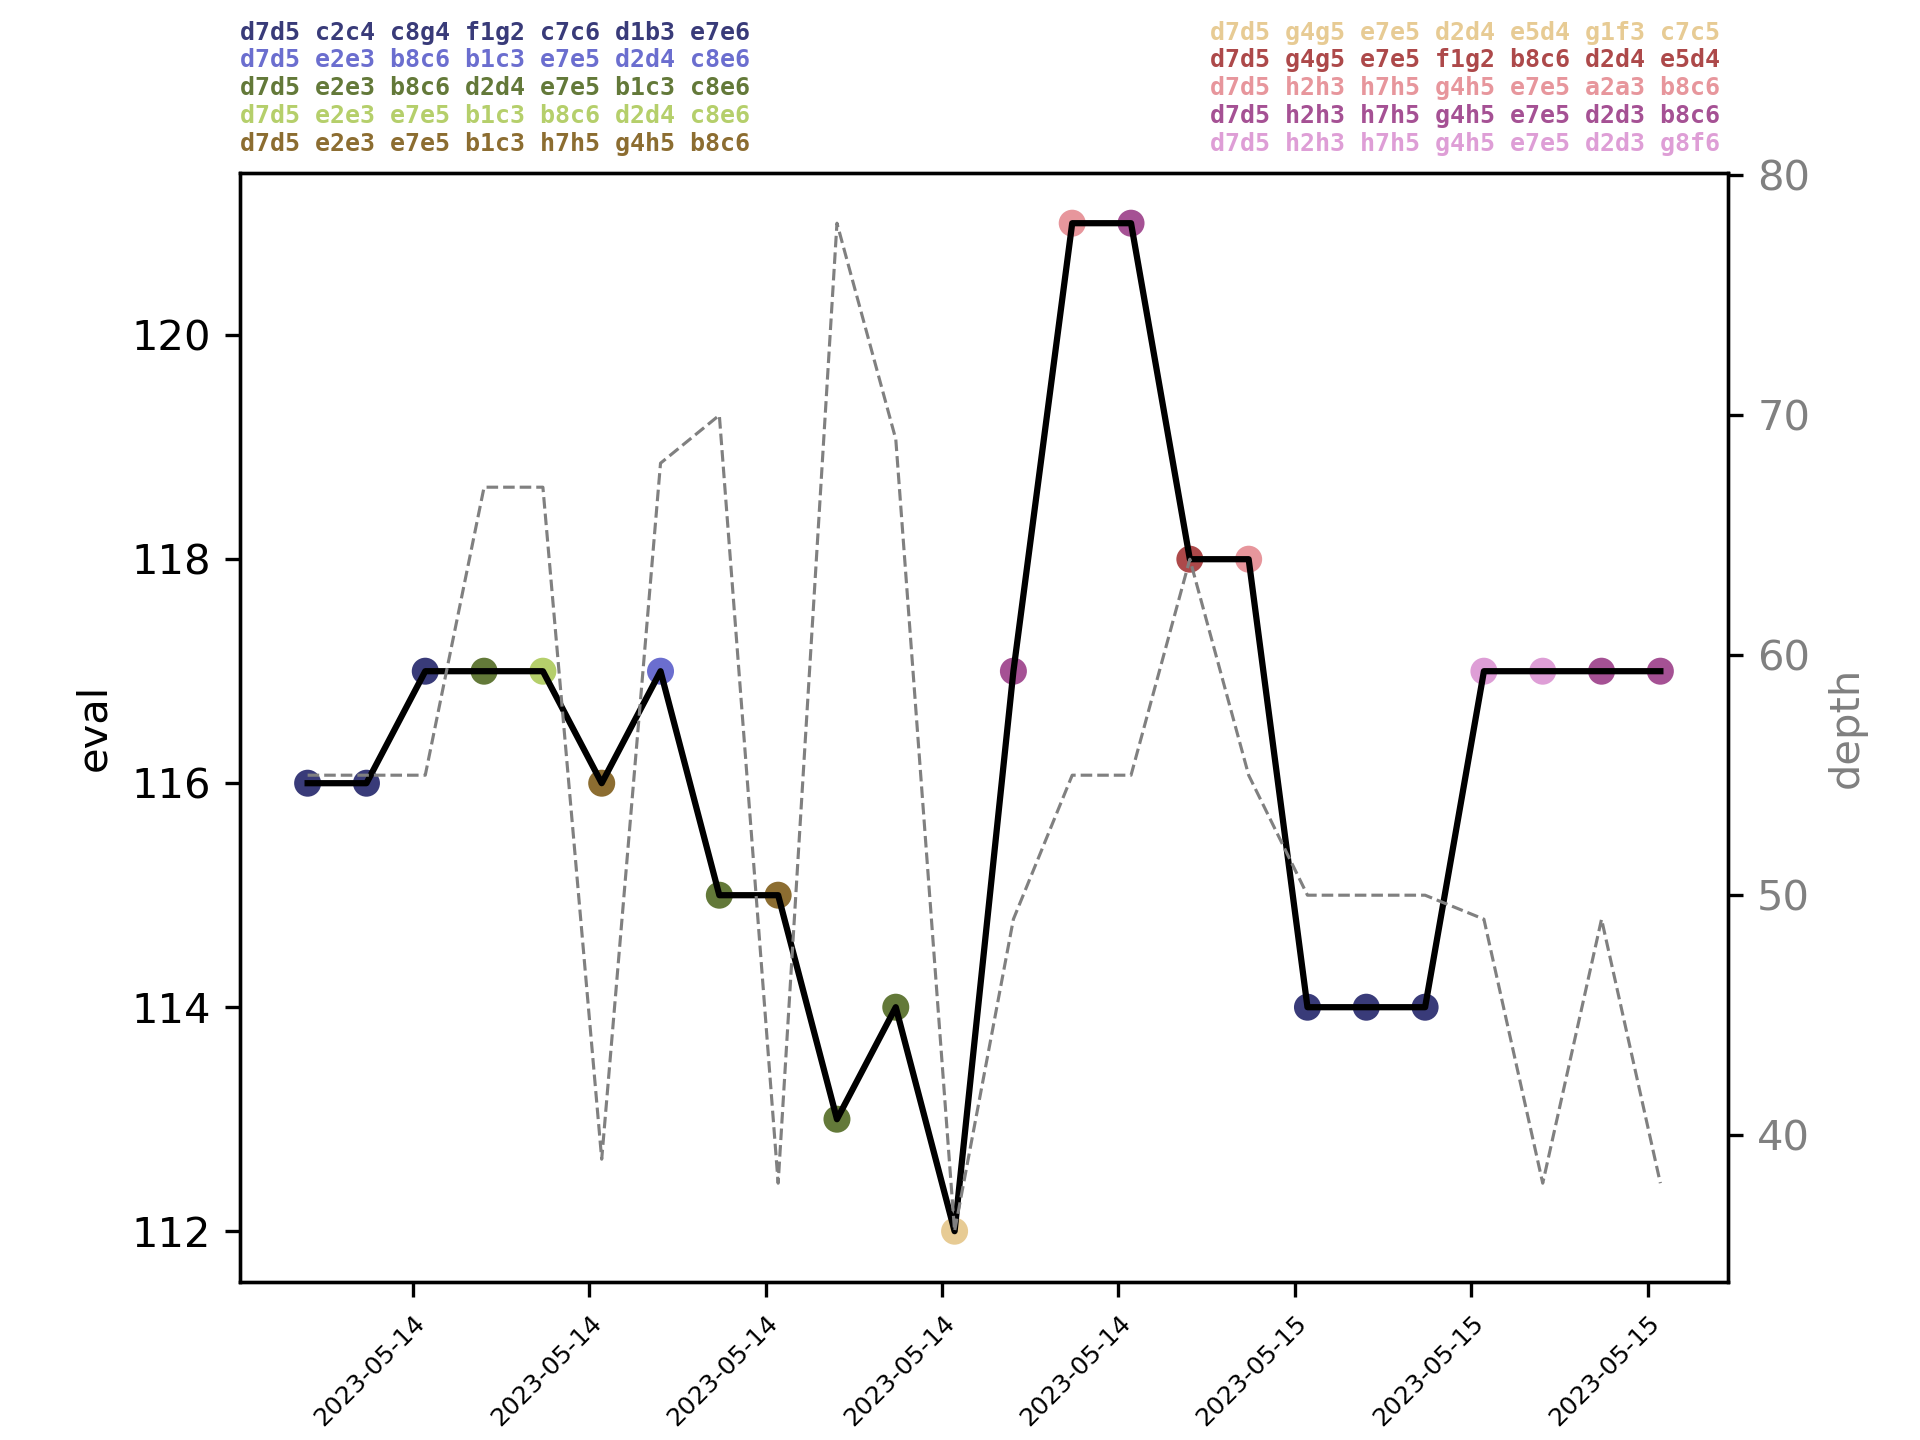 d7d5 c2c4 c8g4 f1g2 c7c6 d1b3 e7e6
d7d5 e2e3 b8c6 b1c3 e7e5 d2d4 c8e6
d7d5 e2e3 b8c6 d2d4 e7e5 b1c3 c8e6
d7d5 e2e3 e7e5 b1c3 b8c6 d2d4 c8e6
d7d5 e2e3 e7e5 b1c3 h7h5 g4h5 b8c6
d7d5 g4g5 e7e5 d2d4 e5d4 g1f3 c7c5
d7d5 g4g5 e7e5 f1g2 b8c6 d2d4 e5d4
d7d5 h2h3 h7h5 g4h5 e7e5 a2a3 b8c6
d7d5 h2h3 h7h5 g4h5 e7e5 d2d3 b8c6
d7d5 h2h3 h7h5 g4h5 e7e5 d2d3 g8f6
eval
120
118
116
114
112
80
70
60
50
40
depth
2023-05-14
2023-05-14
2023-05-14
2023-05-14
2023-05-14
2023-05-15
2023-05-15
2023-05-15